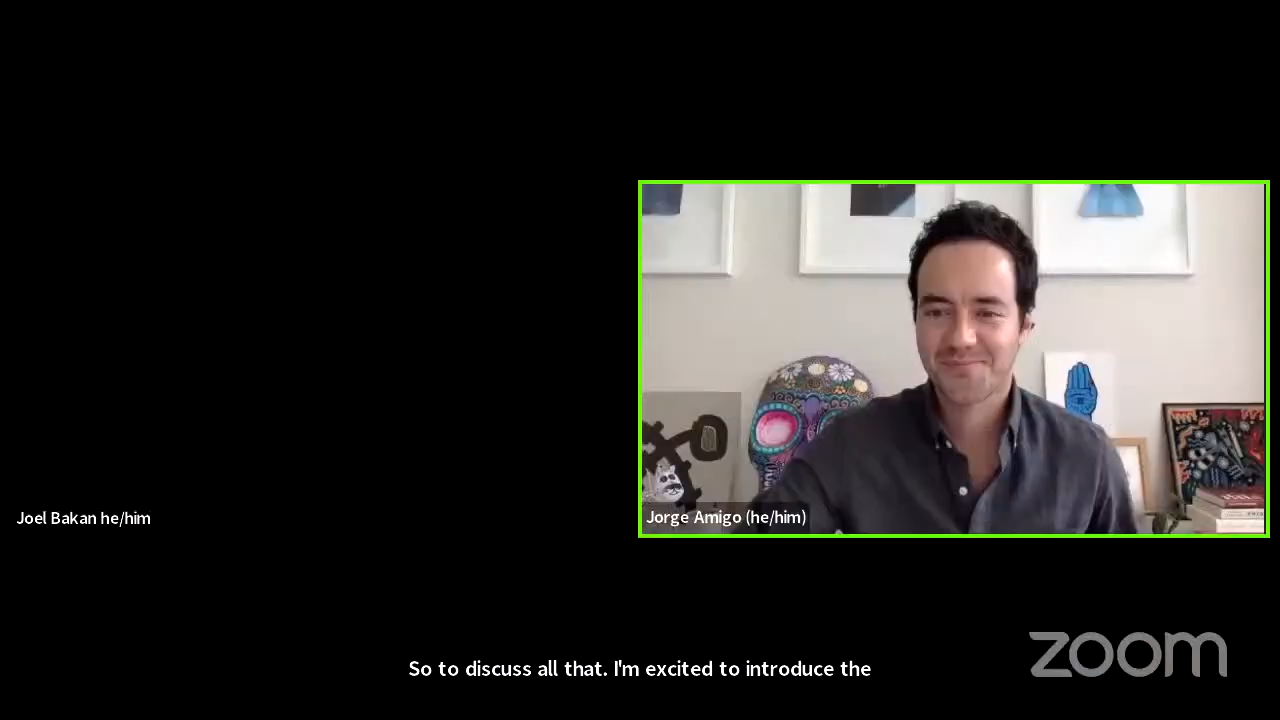 Joel Bakan he/him
Jorge Amigo (he/him)
So to discuss all that. I'm excited to introduce the
zoom